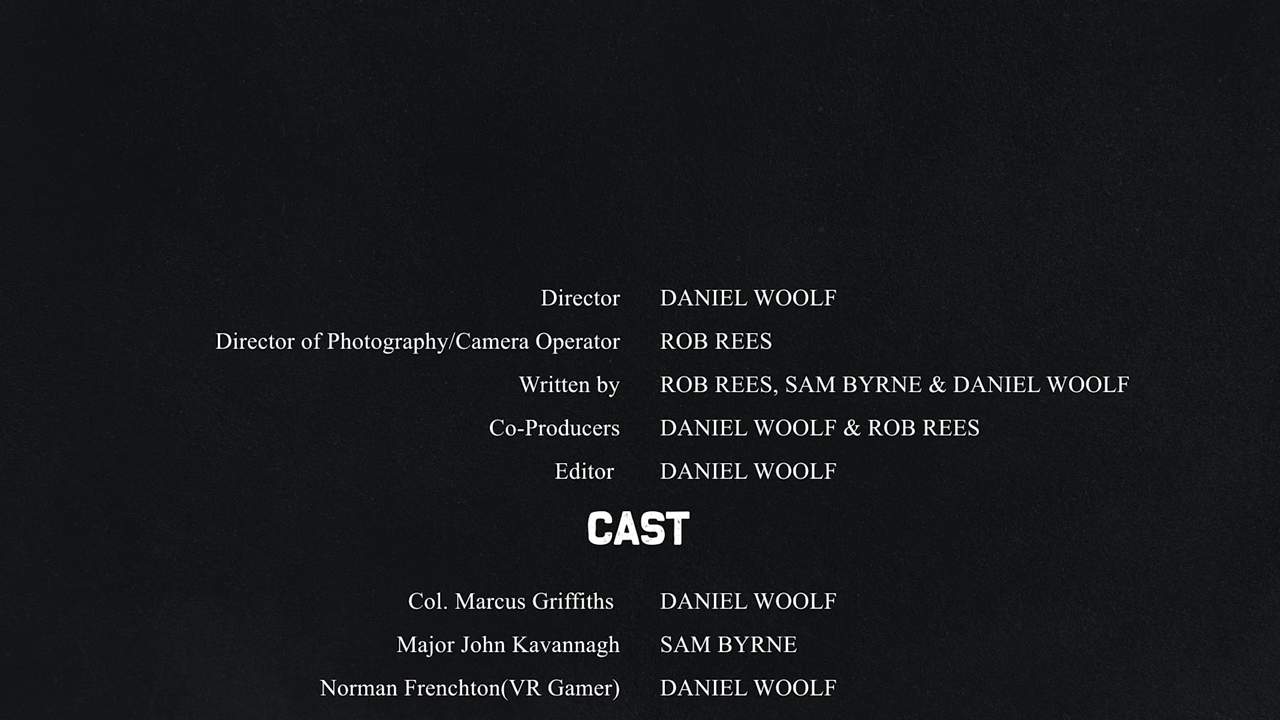 Director DANIEL WOOLF
Director of Photography/Camera Operator ROB REES
Written by ROB REES, SAM BYRNE & DANIEL WOOLF
Co-Producers DANIEL WOOLF & ROB REES
Editor DANIEL WOOLF
CAST
Col. Marcus Griffiths DANIEL WOOLF
Major John Kavannagh SAM BYRNE
Norman Frenchton(VR Gamer) DANIEL WOOLF